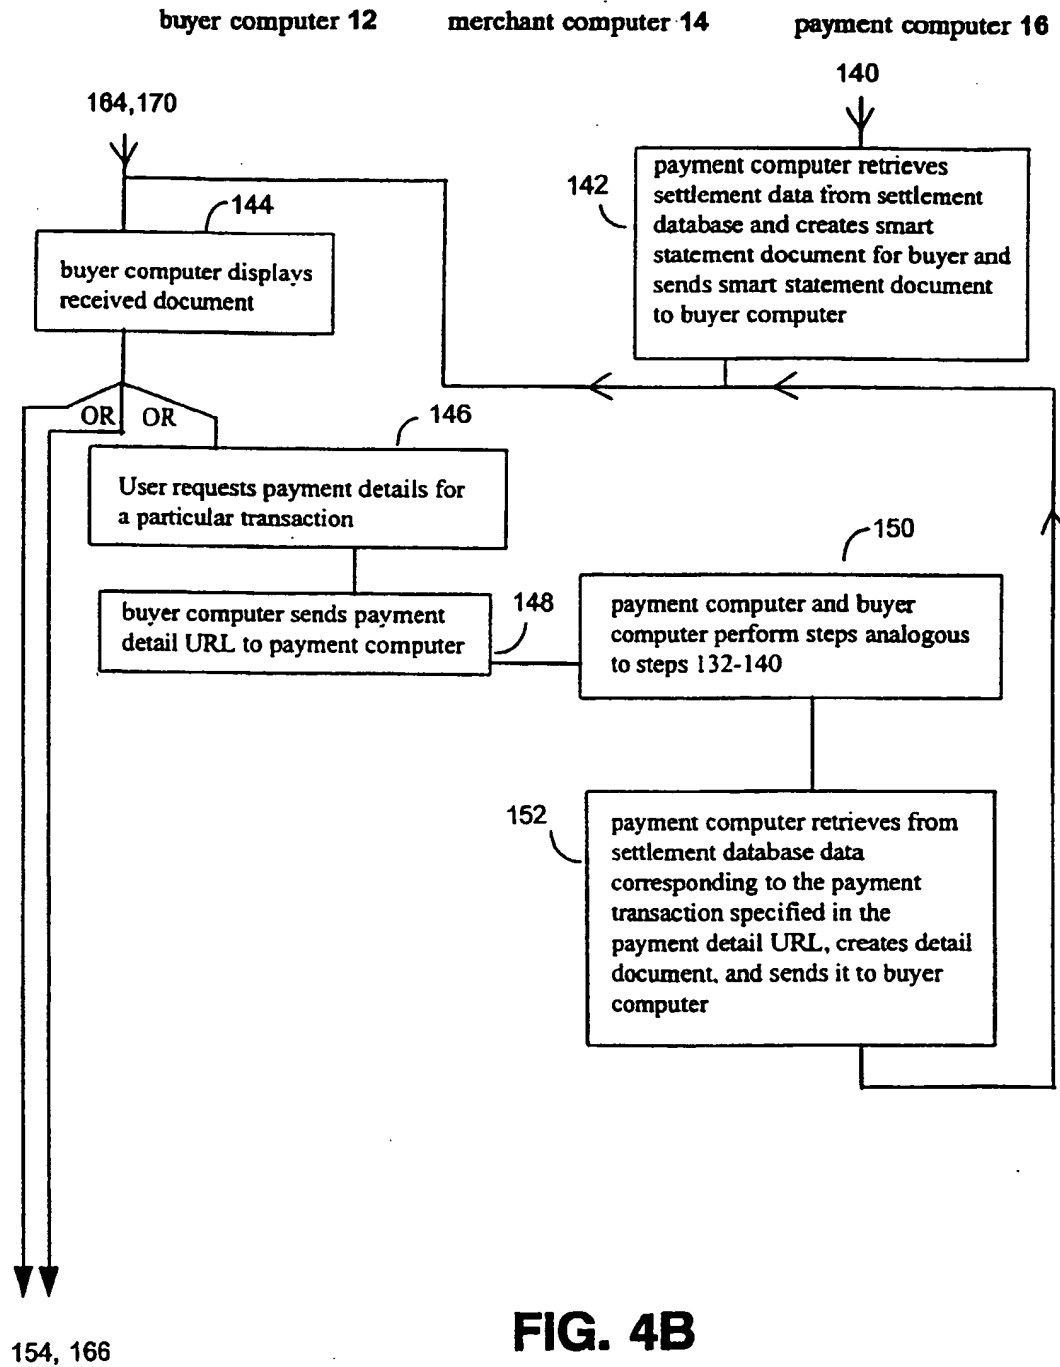 buyer computer 12 merchant computer 14 payment computer 16
140
164,170
142
payment computer retrieves
settlement data from settlement
database and creates smart
statement document for buyer and
sends smart statement document
to buyer computer
144
buyer computer displays
received document
OR OR
146
User requests payment details for
a particular transaction
148
buyer computer sends payment
detail URL to payment computer
150
payment computer and buyer
computer perform steps analogous
to steps 132-140
152
payment computer retrieves from
settlement database data
corresponding to the payment
transaction specified in the
payment detail URL, creates detail
document, and sends it to buyer
computer
154, 166
FIG. 4B